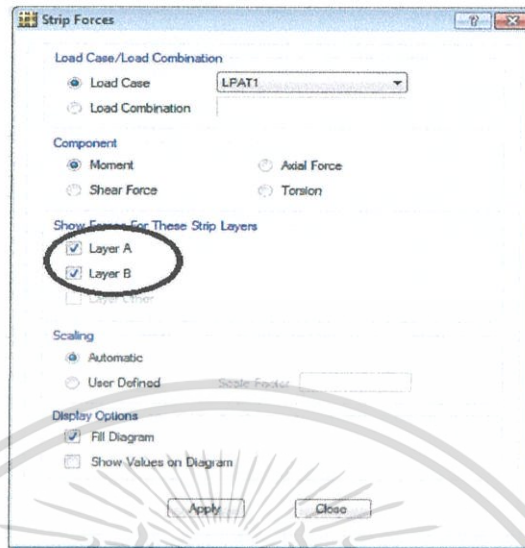 Strip Forces
Load Case/Load Combination
Load Case LPAT1
Load Combination
Component
Moment Axial Force
Shear Force Torsion
Show Forces For These Strip Layers
Layer A
Layer B
Layer Other
Scaling
Automatic
User Defined Scale Factor
Display Options
Fill Diagram
Show Values on Diagram
Apply Close